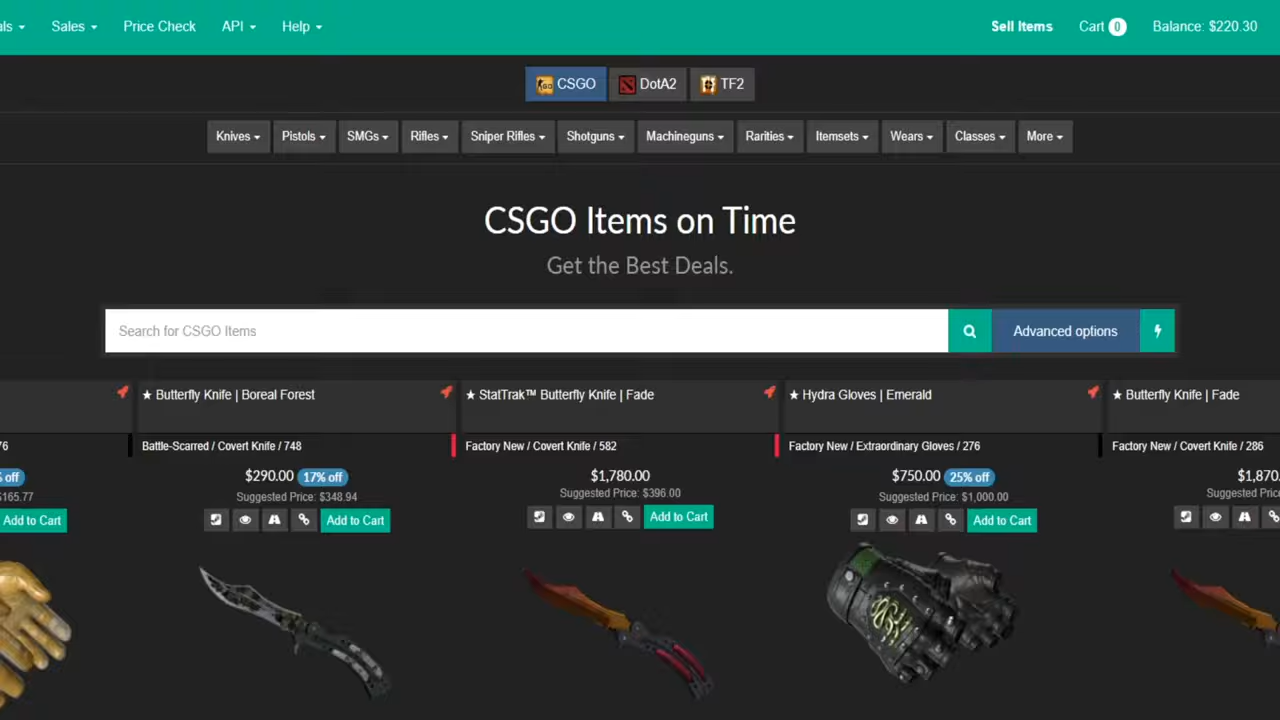 als Sales Price Check API Help Sell Items Cart 0 Balance: $220.30
CSGO DotA2 TF2
Knives Pistols SMGs Rifles Sniper Rifles Shotguns Machineguns Rarities Itemsets Wears Classes More
CSGO Items on Time
Get the Best Deals.
Search for CSGO Items Advanced options
★ Butterfly Knife | Boreal Forest ★ StatTrak™ Butterfly Knife | Fade ★ Hydra Gloves | Emerald ★ Butterfly Knife | Fade
76 Battle-Scarred / Covert Knife / 748 Factory New / Covert Knife / 582 Factory New / Extraordinary Gloves / 276 Factory New / Covert Knife / 286
% off $290.00 17% off $1,780.00 $750.00 25% off $1,870.
$165.77 Suggested Price: $348.94 Suggested Price: $396.00 Suggested Price: $1,000.00 Suggested Price
Add to Cart Add to Cart Add to Cart Add to Cart